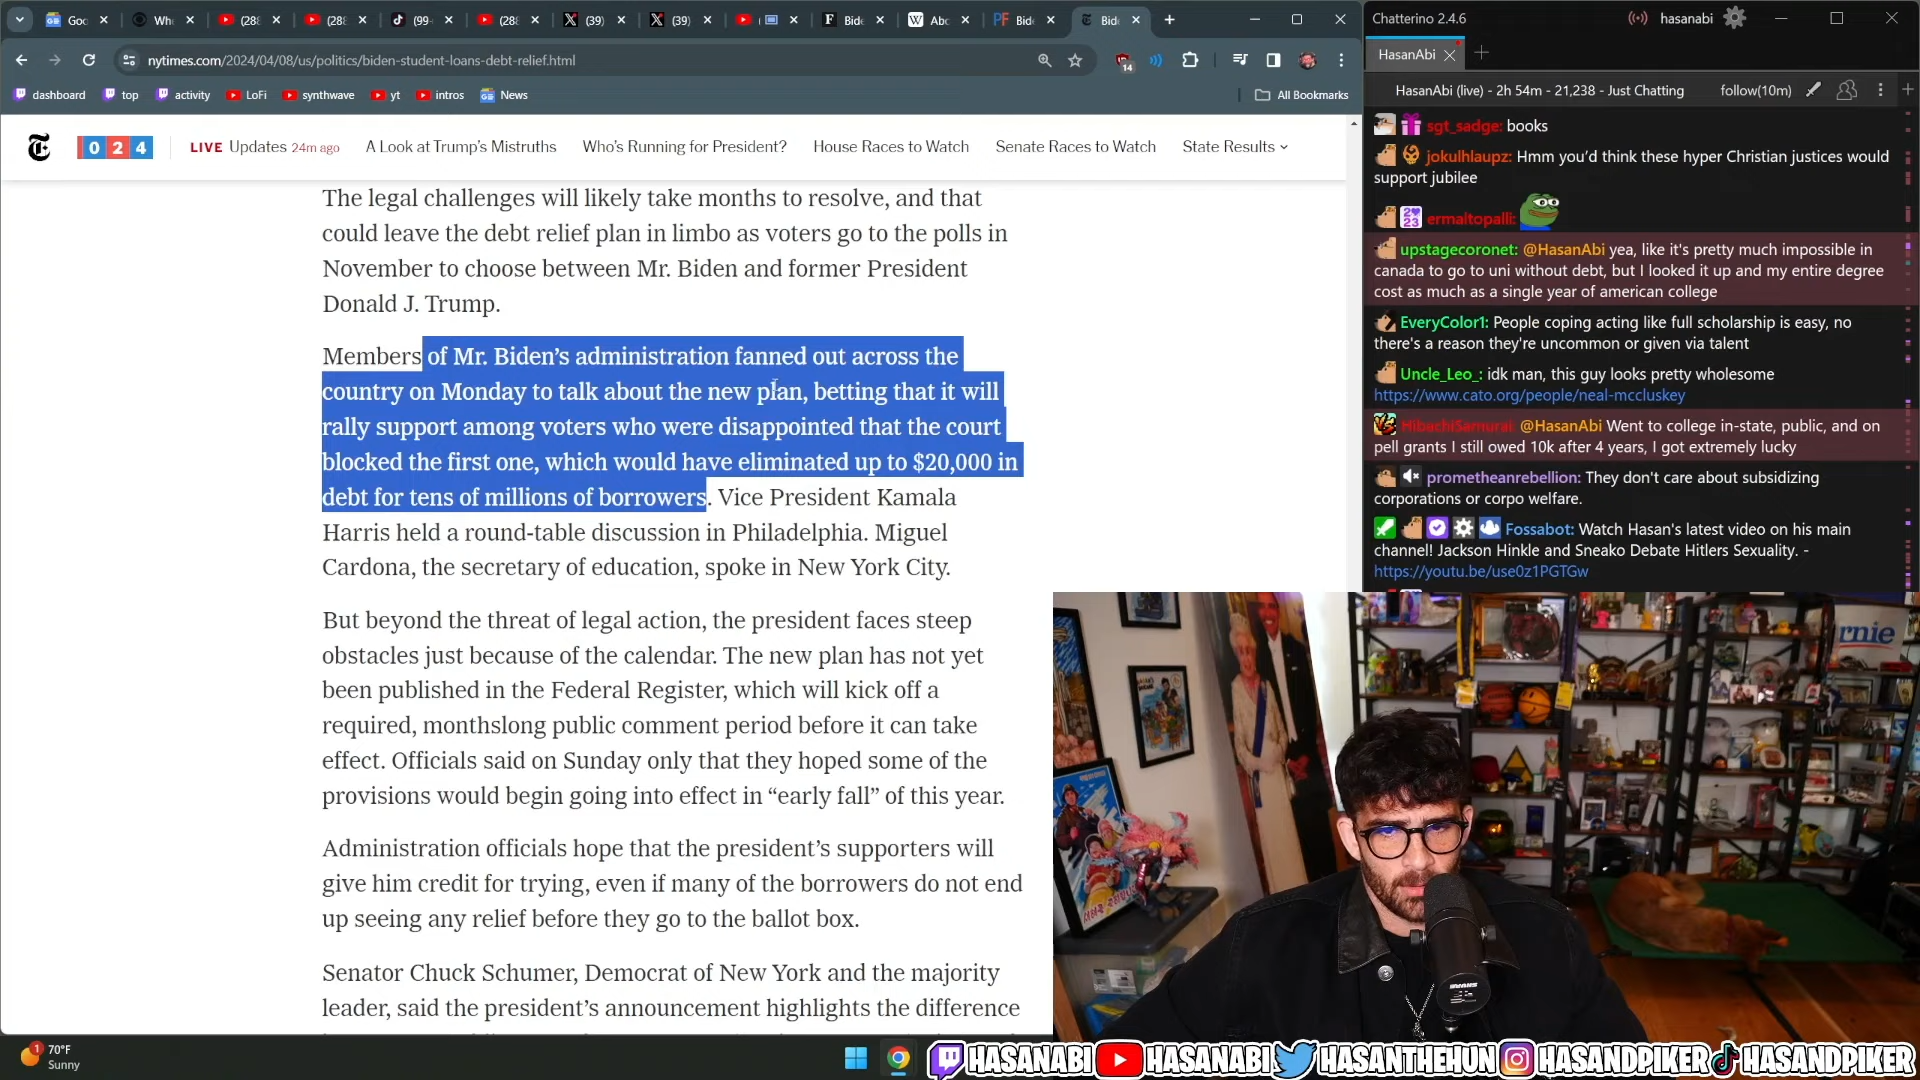 Goo
Whe
(288
(288
(99+
(288
(39)
(39)
Bide
Abo
Bide
Bid
nytimes.com/2024/04/08/us/politics/biden-student-loans-debt-relief.html
14
dashboard
top
activity
LoFi
synthwave
yt
intros
News
All Bookmarks
024
LIVE Updates 24m ago
A Look at Trump's Mistruths
Who's Running for President?
House Races to Watch
Senate Races to Watch
State Results
The legal challenges will likely take months to resolve, and that
could leave the debt relief plan in limbo as voters go to the polls in
November to choose between Mr. Biden and former President
Donald J. Trump.
Members of Mr. Biden's administration fanned out across the
country on Monday to talk about the new plan, betting that it will
rally support among voters who were disappointed that the court
blocked the first one, which would have eliminated up to $20,000 in
debt for tens of millions of borrowers. Vice President Kamala
Harris held a round-table discussion in Philadelphia. Miguel
Cardona, the secretary of education, spoke in New York City.
But beyond the threat of legal action, the president faces steep
obstacles just because of the calendar. The new plan has not yet
been published in the Federal Register, which will kick off a
required, monthslong public comment period before it can take
effect. Officials said on Sunday only that they hoped some of the
provisions would begin going into effect in “early fall” of this year.
Administration officials hope that the president's supporters will
give him credit for trying, even if many of the borrowers do not end
up seeing any relief before they go to the ballot box.
Senator Chuck Schumer, Democrat of New York and the majority
leader, said the president's announcement highlights the difference
Chatterino 2.4.6
hasanabi
HasanAbi
HasanAbi (live) - 2h 54m - 21,238 - Just Chatting
follow(10m)
sgt_sadge: books
jokulhlaupz: Hmm you'd think these hyper Christian justices would
support jubilee
ermaltopalli:
upstagecoronet: @HasanAbi yea, like it's pretty much impossible in
canada to go to uni without debt, but I looked it up and my entire degree
cost as much as a single year of american college
EveryColor1: People coping acting like full scholarship is easy, no
there's a reason they're uncommon or given via talent
Uncle_Leo_: idk man, this guy looks pretty wholesome
https://www.cato.org/people/neal-mccluskey
HibachiSamurai: @HasanAbi Went to college in-state, public, and on
pell grants I still owed 10k after 4 years, I got extremely lucky
prometheanrebellion: They don't care about subsidizing
corporations or corpo welfare.
Fossabot: Watch Hasan's latest video on his main
channel! Jackson Hinkle and Sneako Debate Hitlers Sexuality. -
https://youtu.be/use0z1PGTGw
rnie
1
70°F
Sunny
HASANABI
HASANABI
HASANTHEHUN
HASANDPIKER
HASANDPIKER